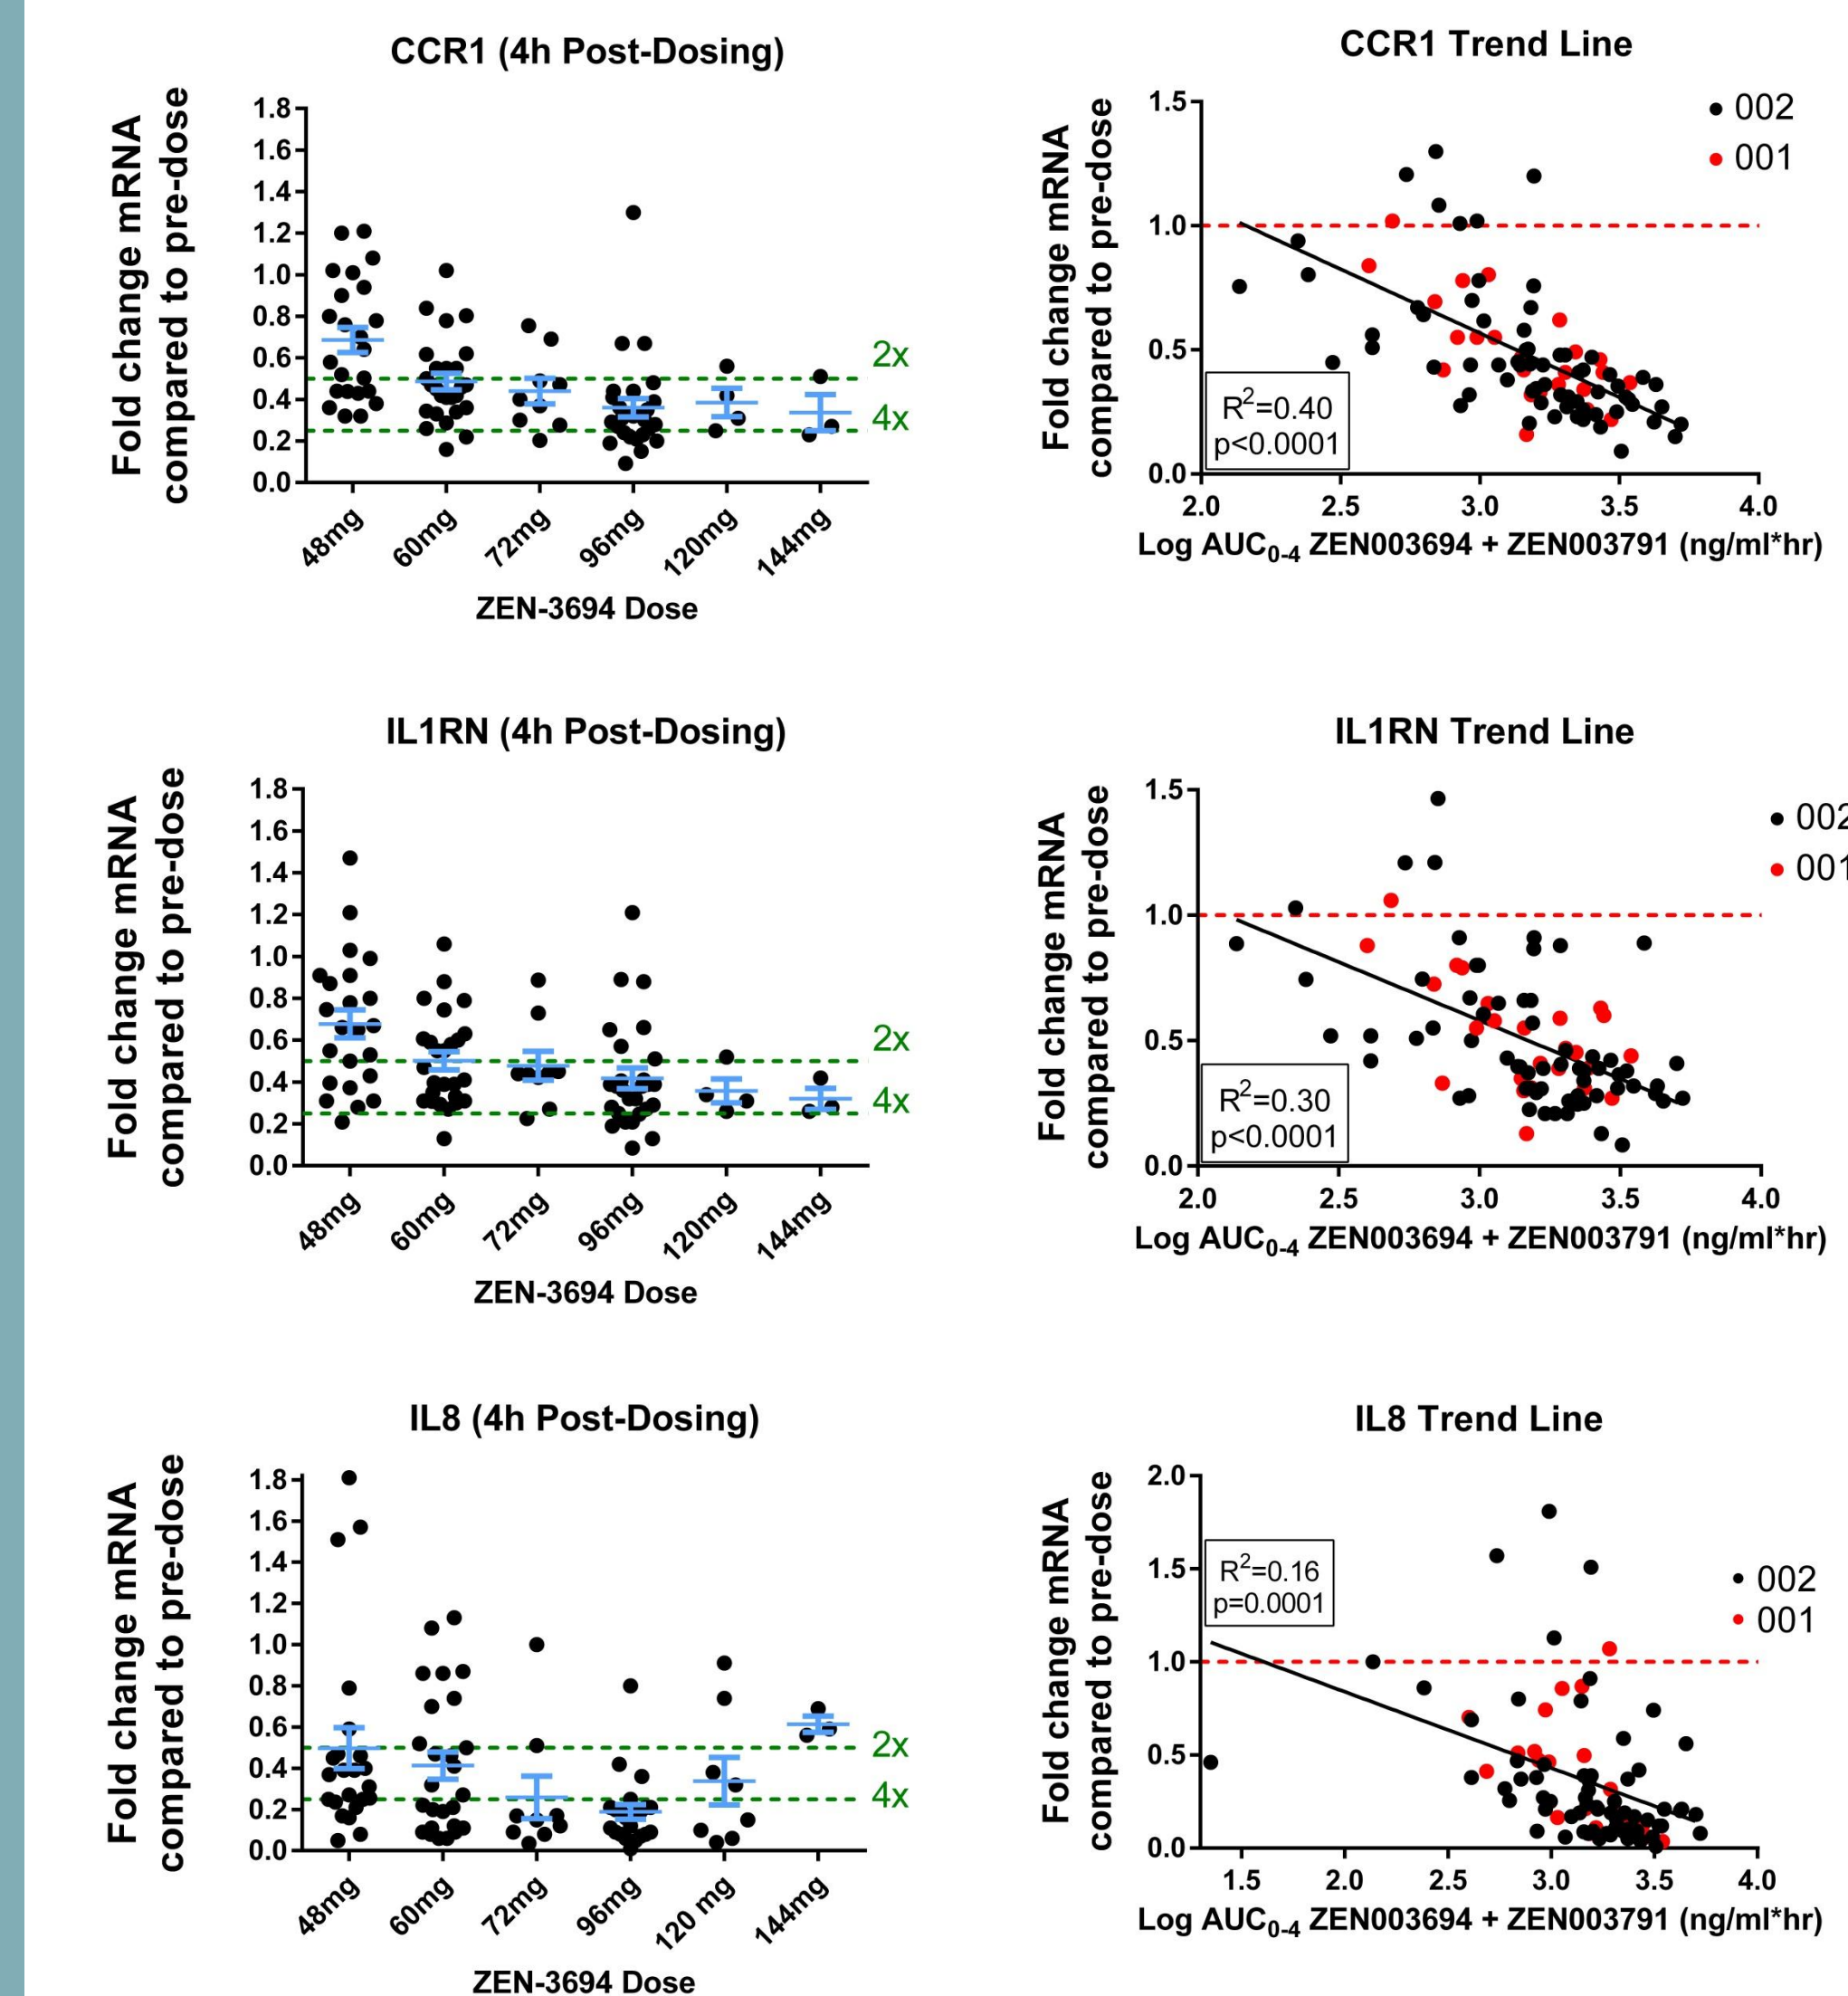 CCR1 (4h Post-Dosing)
Fold change mRNA
compared to pre-dose
1.8
1.6
1.4
1.2
1.0
0.8
0.6
0.4
0.2
0.0
2x
4x
48mg 60mg 72mg 96mg 120mg 144mg
ZEN-3694 Dose
CCR1 Trend Line
Fold change mRNA
compared to pre-dose
1.5
1.0
0.5
0.0
002
001
R2=0.40
p<0.0001
2.0 2.5 3.0 3.5 4.0
Log AUC0-4 ZEN003694 + ZEN003791 (ng/ml*hr)
IL1RN (4h Post-Dosing)
Fold change mRNA
compared to pre-dose
1.8
1.6
1.4
1.2
1.0
0.8
0.6
0.4
0.2
0.0
2x
4x
48mg 60mg 72mg 96mg 120mg 144mg
ZEN-3694 Dose
IL1RN Trend Line
Fold change mRNA
compared to pre-dose
1.5
1.0
0.5
0.0
002
001
R2=0.30
p<0.0001
2.0 2.5 3.0 3.5 4.0
Log AUC0-4 ZEN003694 + ZEN003791 (ng/ml*hr)
IL8 (4h Post-Dosing)
Fold change mRNA
compared to pre-dose
1.8
1.6
1.4
1.2
1.0
0.8
0.6
0.4
0.2
0.0
2x
4x
48mg 60mg 72mg 96mg 120 mg 144mg
ZEN-3694 Dose
IL8 Trend Line
Fold change mRNA
compared to pre-dose
2.0
1.5
1.0
0.5
0.0
R2=0.16
p=0.0001
002
001
1.5 2.0 2.5 3.0 3.5 4.0
Log AUC0-4 ZEN003694 + ZEN003791 (ng/ml*hr)